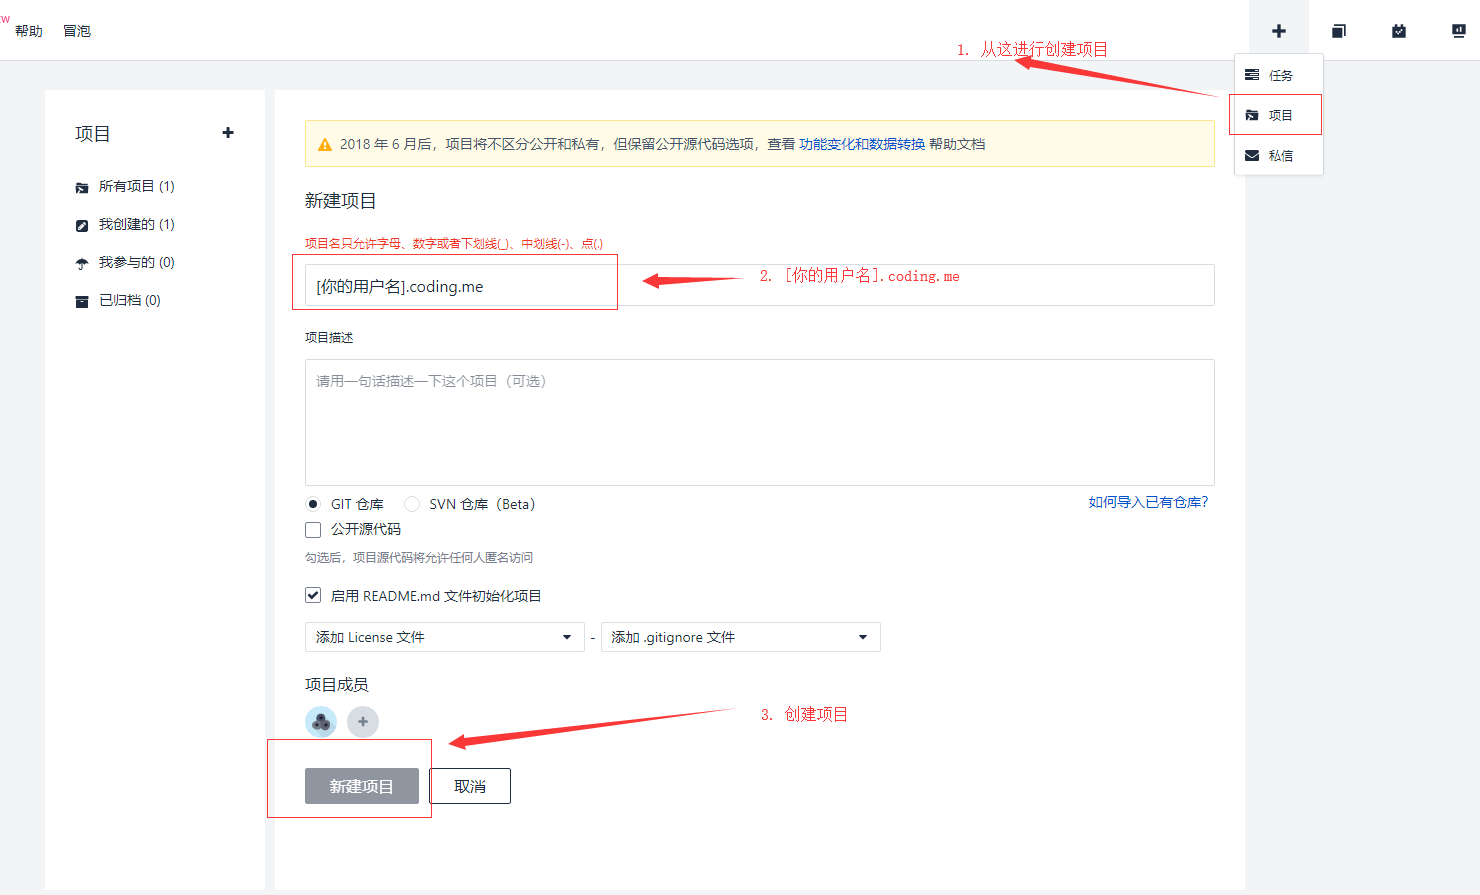 tw
帮助 冒泡
1. 从这进行创建项目
任务
项目
私信
项目
所有项目 (1)
我创建的 (1)
我参与的 (0)
已归档 (0)
2018 年 6 月后，项目将不区分公开和私有，但保留公开源代码选项，查看 功能变化和数据转换 帮助文档
新建项目
项目名只允许字母、数字或者下划线(_)、中划线(-)、点(.)
[你的用户名].coding.me
2. [你的用户名].coding.me
项目描述
请用一句话描述一下这个项目（可选）
GIT 仓库 SVN 仓库（Beta） 如何导入已有仓库?
公开源代码
勾选后，项目源代码将允许任何人匿名访问
启用 README.md 文件初始化项目
添加 License 文件 - 添加 .gitignore 文件
项目成员
3. 创建项目
新建项目 取消